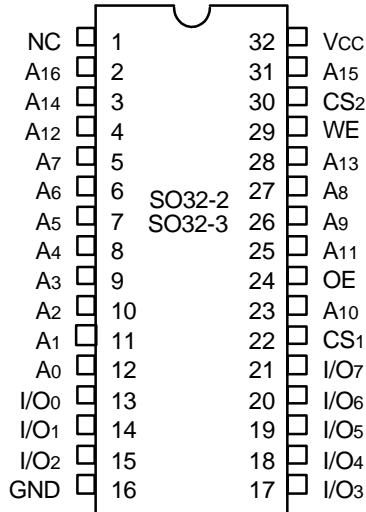 NC 1 32 VCC
A16 2 31 A15
A14 3 30 CS2
A12 4 29 WE
A7 5 28 A13
A6 6 27 A8
SO32-2
A5 7 26 A9
SO32-3
A4 8 25 A11
A3 9 24 OE
A2 10 23 A10
A1 11 22 CS1
A0 12 21 I/O7
I/O0 13 20 I/O6
I/O1 14 19 I/O5
I/O2 15 18 I/O4
GND 16 17 I/O3